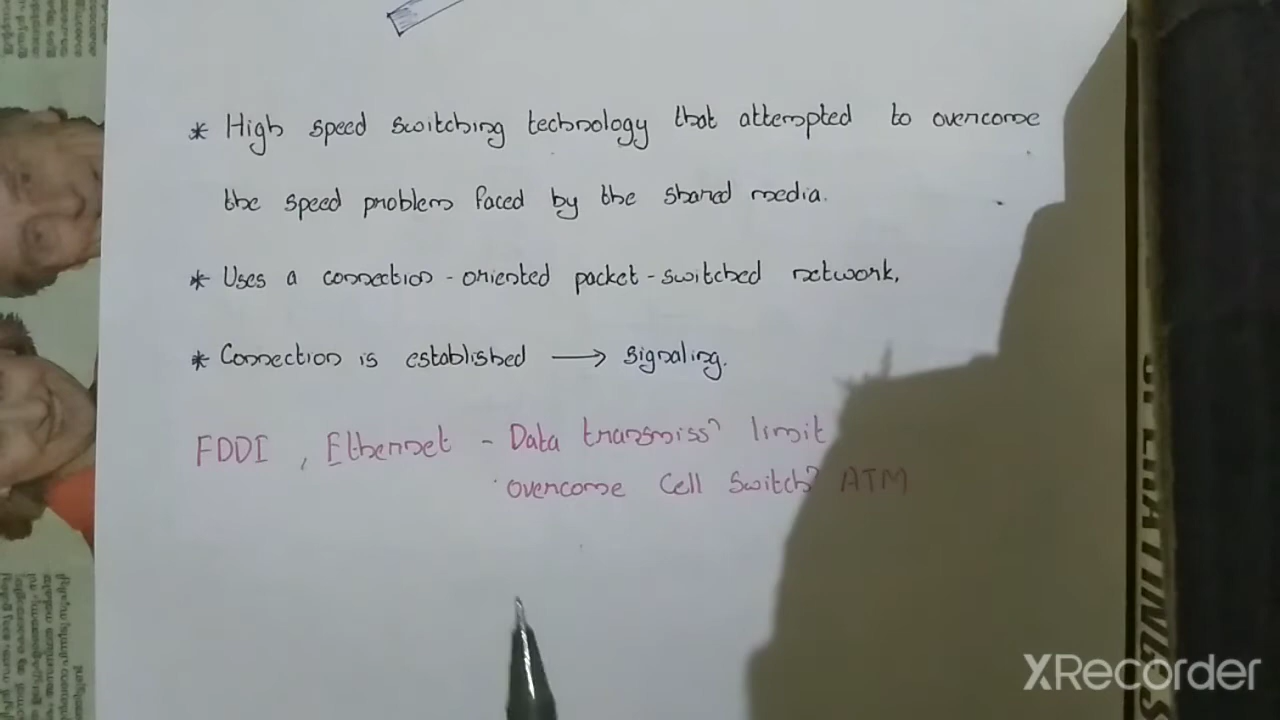 * High speed switching technology that attempted to overcome
the speed problem faced by the shared media.
* Uses a connection-oriented packet-switched network.
* Connection is established → signaling.
FDDI, Ethernet - Data transmissⁿ limit
overcome Cell Switchⁿ ATM
XRecorder